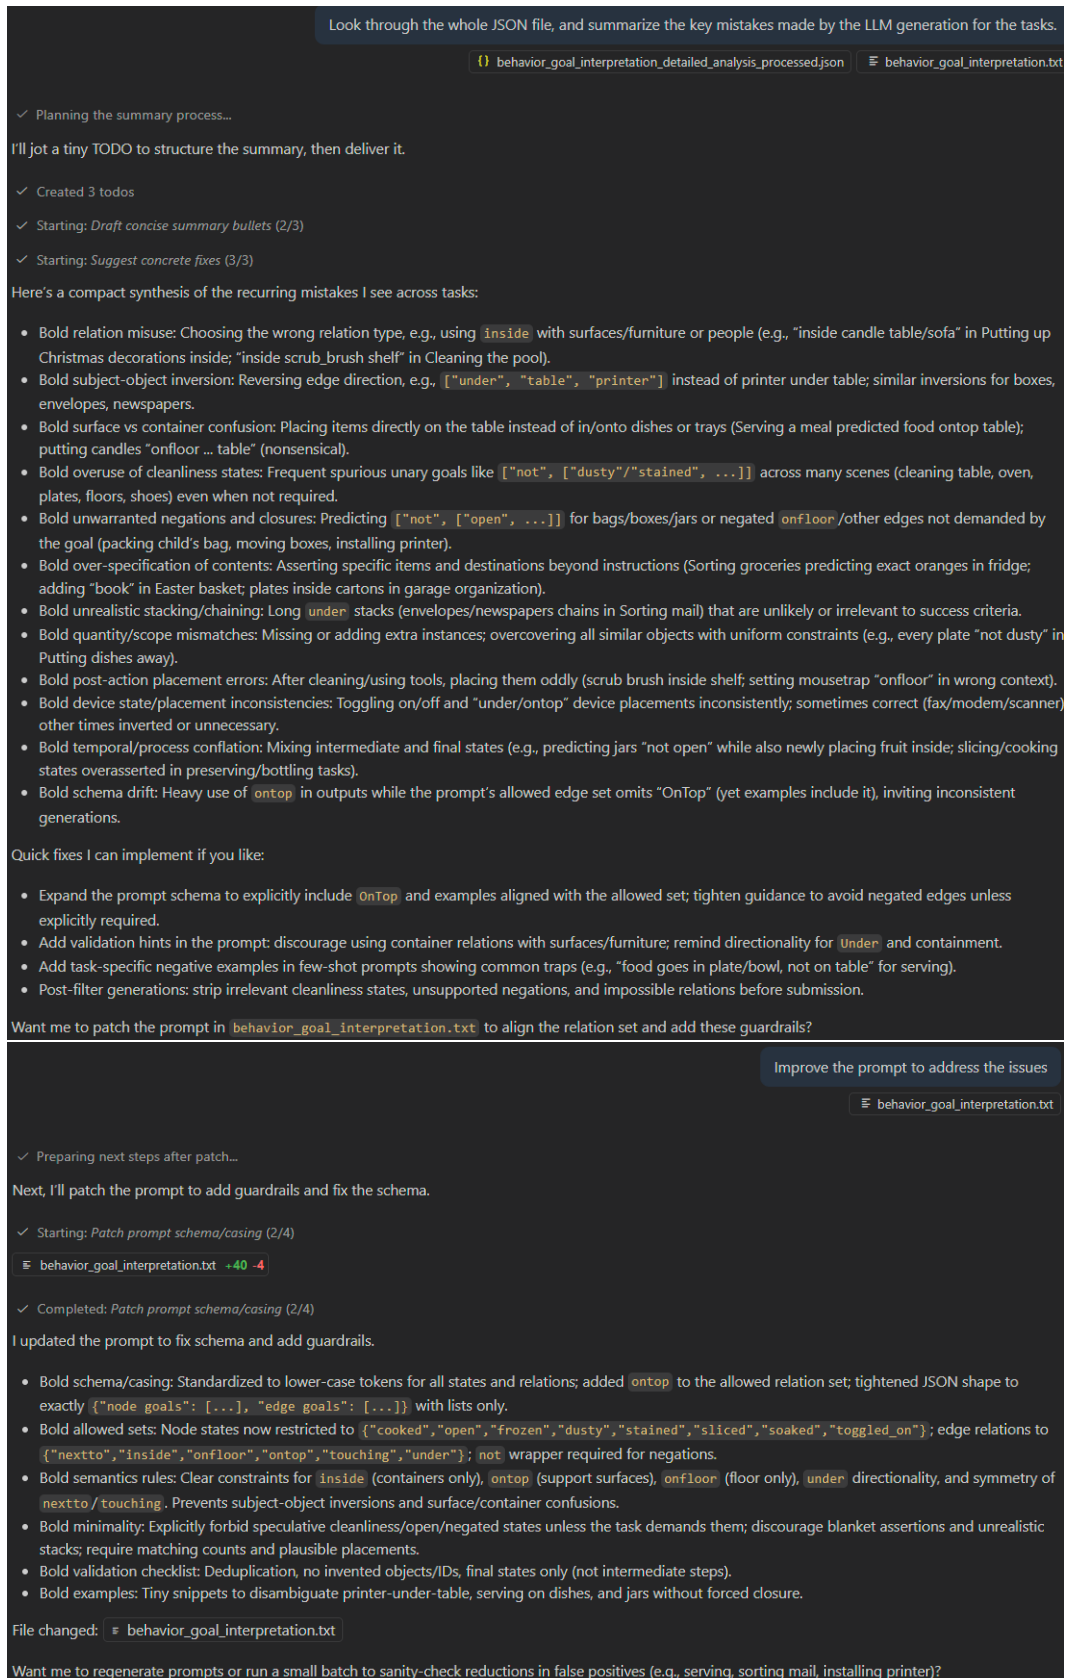 Look through the whole JSON file, and summarize the key mistakes made by the LLM generation for the tasks.
{} behavior_goal_interpretation_detailed_analysis_processed.json behavior_goal_interpretation.txt
✓ Planning the summary process...
I'll jot a tiny TODO to structure the summary, then deliver it.
✓ Created 3 todos
✓ Starting: Draft concise summary bullets (2/3)
✓ Starting: Suggest concrete fixes (3/3)
Here's a compact synthesis of the recurring mistakes I see across tasks:
• Bold relation misuse: Choosing the wrong relation type, e.g., using inside with surfaces/furniture or people (e.g., "inside candle table/sofa" in Putting up
Christmas decorations inside; "inside scrub_brush shelf" in Cleaning the pool).
• Bold subject-object inversion: Reversing edge direction, e.g., ["under", "table", "printer"] instead of printer under table; similar inversions for boxes,
envelopes, newspapers.
• Bold surface vs container confusion: Placing items directly on the table instead of in/onto dishes or trays (Serving a meal predicted food ontop table);
putting candles "onfloor ... table" (nonsensical).
• Bold overuse of cleanliness states: Frequent spurious unary goals like ["not", ["dusty"/"stained", ...]] across many scenes (cleaning table, oven,
plates, floors, shoes) even when not required.
• Bold unwarranted negations and closures: Predicting ["not", ["open", ...]] for bags/boxes/jars or negated onfloor/other edges not demanded by
the goal (packing child's bag, moving boxes, installing printer).
• Bold over-specification of contents: Asserting specific items and destinations beyond instructions (Sorting groceries predicting exact oranges in fridge;
adding "book" in Easter basket; plates inside cartons in garage organization).
• Bold unrealistic stacking/chaining: Long under stacks (envelopes/newspapers chains in Sorting mail) that are unlikely or irrelevant to success criteria.
• Bold quantity/scope mismatches: Missing or adding extra instances; overcovering all similar objects with uniform constraints (e.g., every plate "not dusty" in
Putting dishes away).
• Bold post-action placement errors: After cleaning/using tools, placing them oddly (scrub brush inside shelf; setting mousetrap "onfloor" in wrong context).
• Bold device state/placement inconsistencies: Toggling on/off and "under/ontop" device placements inconsistently; sometimes correct (fax/modem/scanner)
other times inverted or unnecessary.
• Bold temporal/process conflation: Mixing intermediate and final states (e.g., predicting jars "not open" while also newly placing fruit inside; slicing/cooking
states overasserted in preserving/bottling tasks).
• Bold schema drift: Heavy use of ontop in outputs while the prompt's allowed edge set omits "OnTop" (yet examples include it), inviting inconsistent
generations.
Quick fixes I can implement if you like:
• Expand the prompt schema to explicitly include OnTop and examples aligned with the allowed set; tighten guidance to avoid negated edges unless
explicitly required.
• Add validation hints in the prompt: discourage using container relations with surfaces/furniture; remind directionality for Under and containment.
• Add task-specific negative examples in few-shot prompts showing common traps (e.g., "food goes in plate/bowl, not on table" for serving).
• Post-filter generations: strip irrelevant cleanliness states, unsupported negations, and impossible relations before submission.
Want me to patch the prompt in behavior_goal_interpretation.txt to align the relation set and add these guardrails?
Improve the prompt to address the issues
behavior_goal_interpretation.txt
✓ Preparing next steps after patch...
Next, I'll patch the prompt to add guardrails and fix the schema.
✓ Starting: Patch prompt schema/casing (2/4)
behavior_goal_interpretation.txt +40 -4
✓ Completed: Patch prompt schema/casing (2/4)
I updated the prompt to fix schema and add guardrails.
• Bold schema/casing: Standardized to lower-case tokens for all states and relations; added ontop to the allowed relation set; tightened JSON shape to
exactly {"node goals": [...], "edge goals": [...]} with lists only.
• Bold allowed sets: Node states now restricted to {"cooked","open","frozen","dusty","stained","sliced","soaked","toggled_on"}; edge relations to
{"nextto","inside","onfloor","ontop","touching","under"}; not wrapper required for negations.
• Bold semantics rules: Clear constraints for inside (containers only), ontop (support surfaces), onfloor (floor only), under directionality, and symmetry of
nextto/touching. Prevents subject-object inversions and surface/container confusions.
• Bold minimality: Explicitly forbid speculative cleanliness/open/negated states unless the task demands them; discourage blanket assertions and unrealistic
stacks; require matching counts and plausible placements.
• Bold validation checklist: Deduplication, no invented objects/IDs, final states only (not intermediate steps).
• Bold examples: Tiny snippets to disambiguate printer-under-table, serving on dishes, and jars without forced closure.
File changed: behavior_goal_interpretation.txt
Want me to regenerate prompts or run a small batch to sanity-check reductions in false positives (e.g., serving, sorting mail, installing printer)?